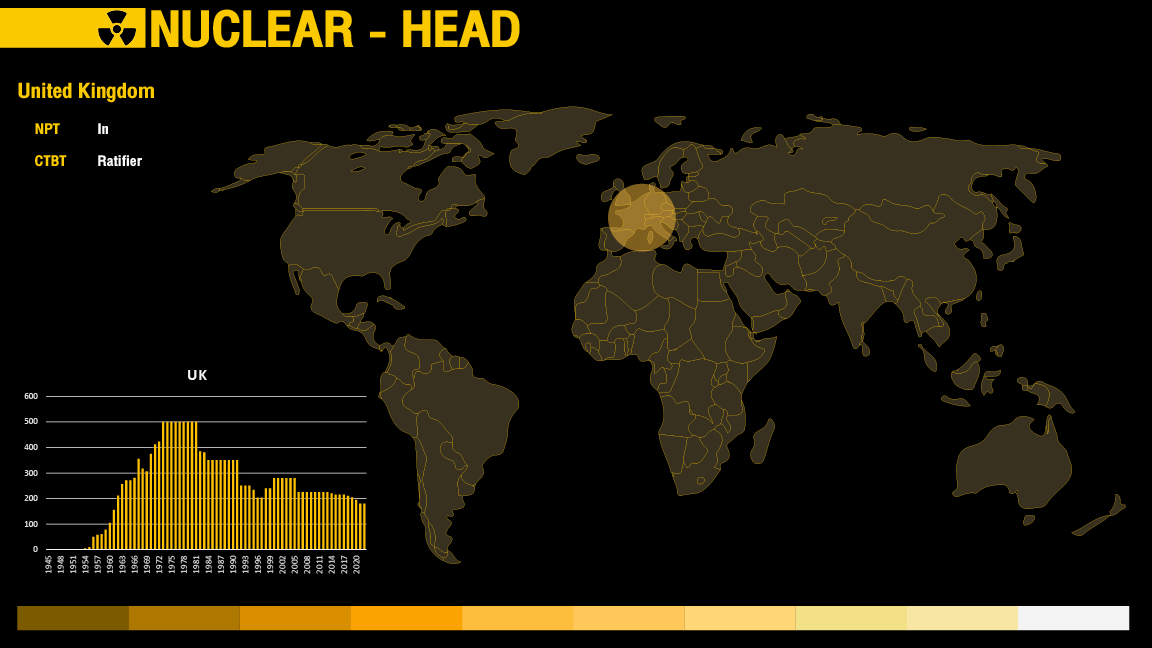 NUCLEAR - HEAD
United Kingdom
NPT In
CTBT Ratifier
UK
600
500
400
300
200
100
0
1945 1948 1951 1954 1957 1960 1963 1966 1969 1972 1975 1978 1981 1984 1987 1990 1993 1996 1999 2002 2005 2008 2011 2014 2017 2020